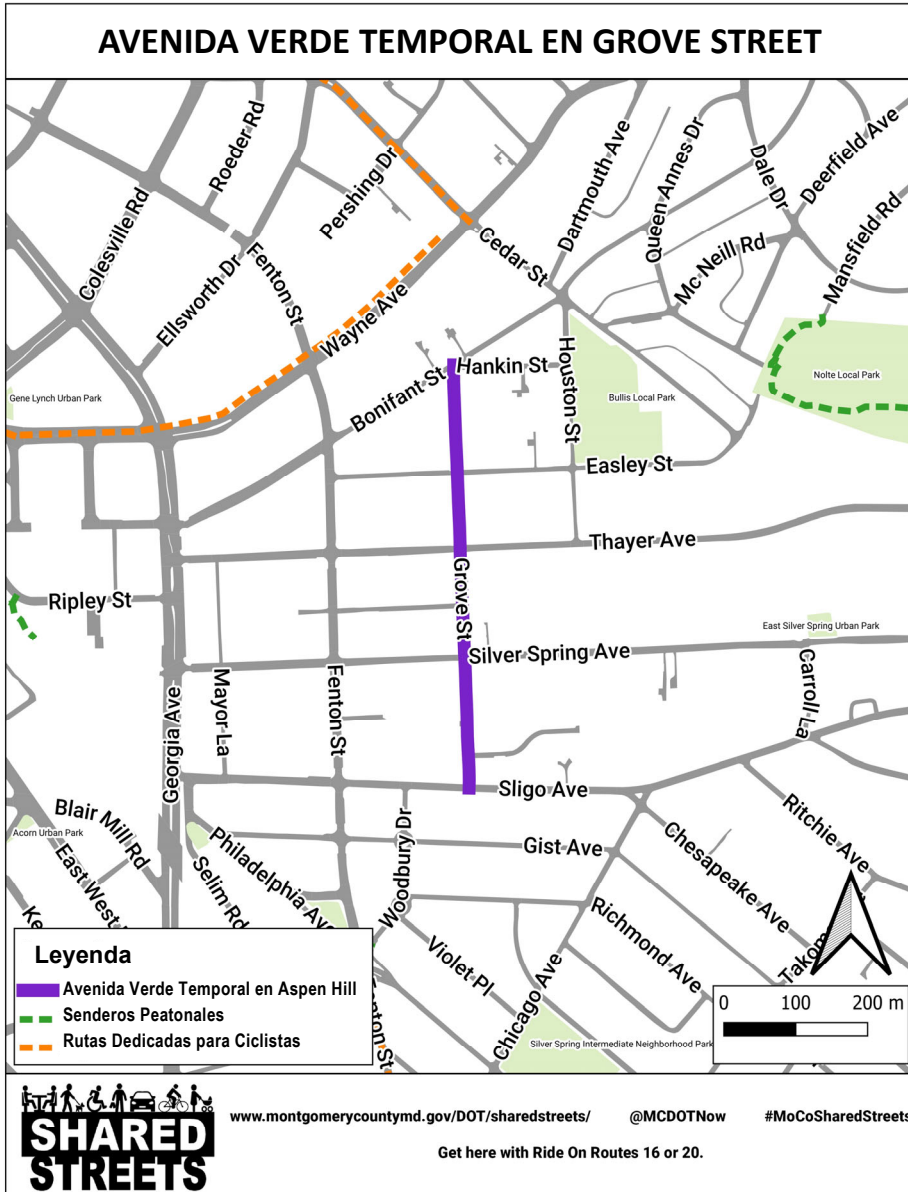 AVENIDA VERDE TEMPORAL EN GROVE STREET
Roeder Rd
Pershing Dr
Dartmouth Ave
Queen Annes Dr
Dale Dr
Deerfield Ave
Mansfield Rd
Colesville Rd
Ellsworth Dr
Fenton St
Cedar St
Mc Neill Rd
Wayne Ave
Bonifant St
Hankin St
Houston St
Gene Lynch Urban Park
Bullis Local Park
Nolte Local Park
Easley St
Thayer Ave
Grove St
Ripley St
East Silver Spring Urban Park
Silver Spring Ave
Carroll La
Georgia Ave
Mayor La
Fenton St
Sligo Ave
Blair Mill Rd
Acorn Urban Park
East West
Ke
Selim Rd
Philadelphia Ave
Woodbury Dr
Gist Ave
Chesapeake Ave
Ritchie Ave
Richmond Ave
Takom
Violet Pl
Chicago Ave
Fenton St
Silver Spring Intermediate Neighborhood Park
Leyenda
Avenida Verde Temporal en Aspen Hill
Senderos Peatonales
Rutas Dedicadas para Ciclistas
0 100 200 m
SHARED
STREETS
www.montgomerycountymd.gov/DOT/sharedstreets/ @MCDOTNow #MoCoSharedStreets
Get here with Ride On Routes 16 or 20.